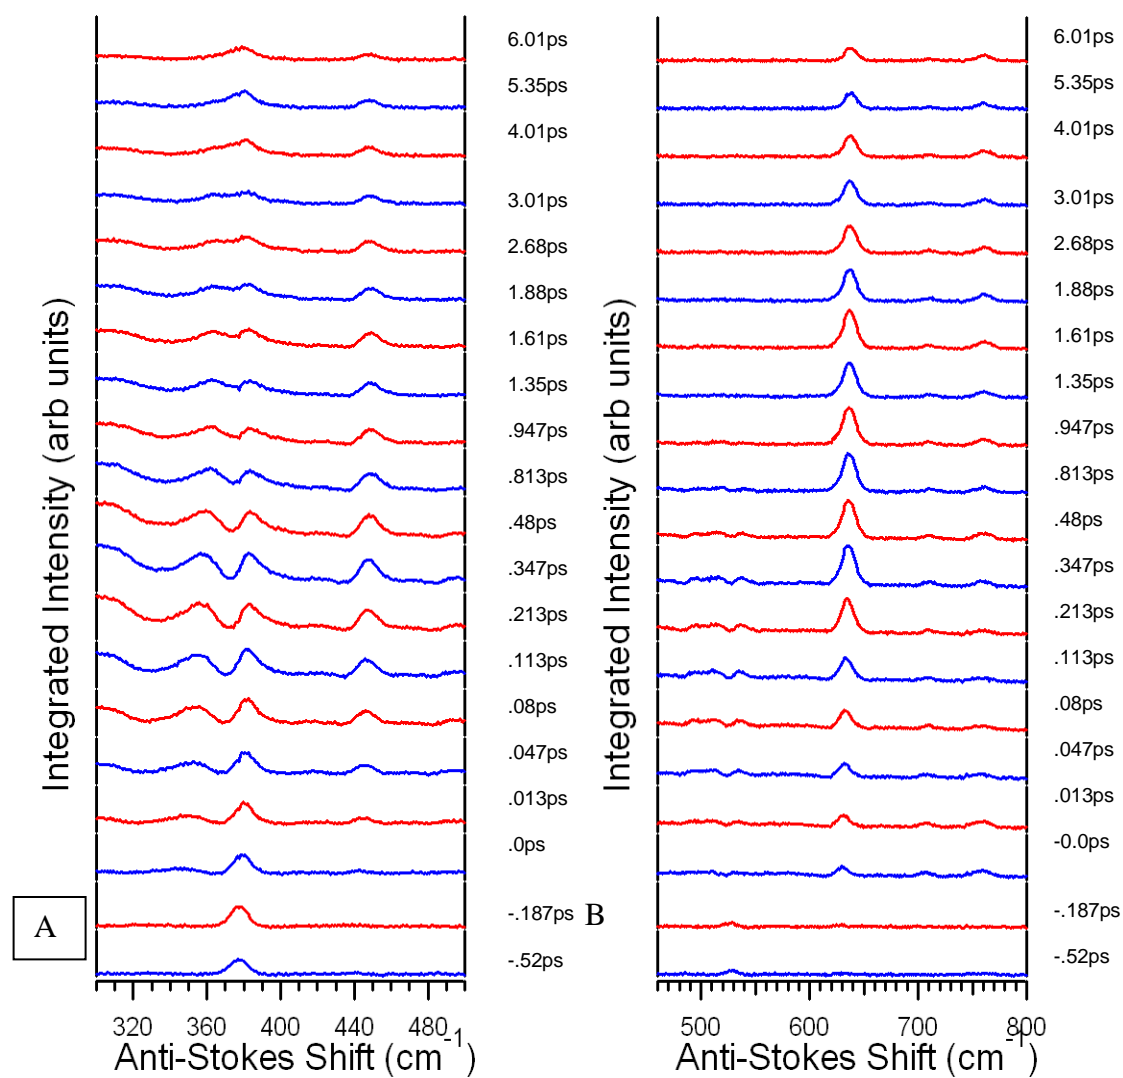 6.01ps
5.35ps
4.01ps
3.01ps
2.68ps
1.88ps
1.61ps
1.35ps
.947ps
.813ps
.48ps
.347ps
.213ps
.113ps
.08ps
.047ps
.013ps
.0ps
-.187ps
-.52ps
Integrated Intensity (arb units)
A
320 360 400 440 480
Anti-Stokes Shift (cm-1)
6.01ps
5.35ps
4.01ps
3.01ps
2.68ps
1.88ps
1.61ps
1.35ps
.947ps
.813ps
.48ps
.347ps
.213ps
.113ps
.08ps
.047ps
.013ps
-0.0ps
-.187ps
-.52ps
Integrated Intensity (arb units)
B
500 600 700 800
Anti-Stokes Shift (cm-1)